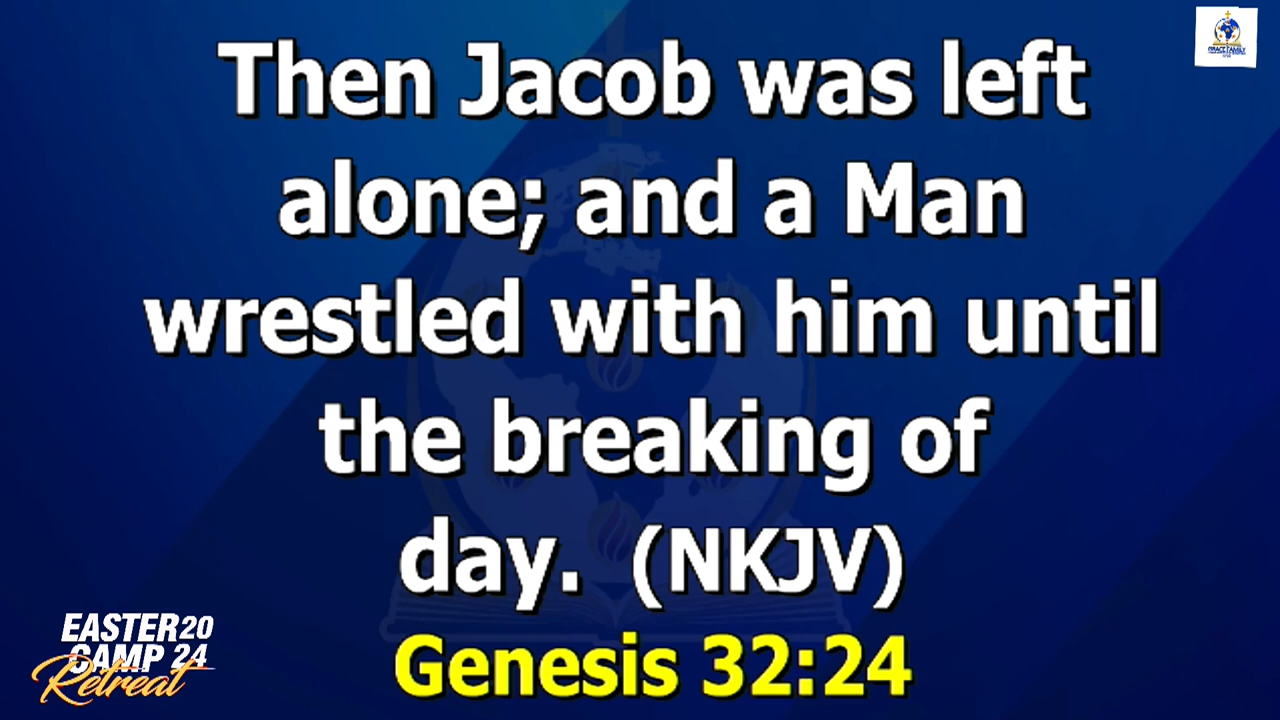 Then Jacob was left
alone; and a Man
wrestled with him until
the breaking of
day. (NKJV)
Genesis 32:24
EASTER 20
CAMP 24
Retreat